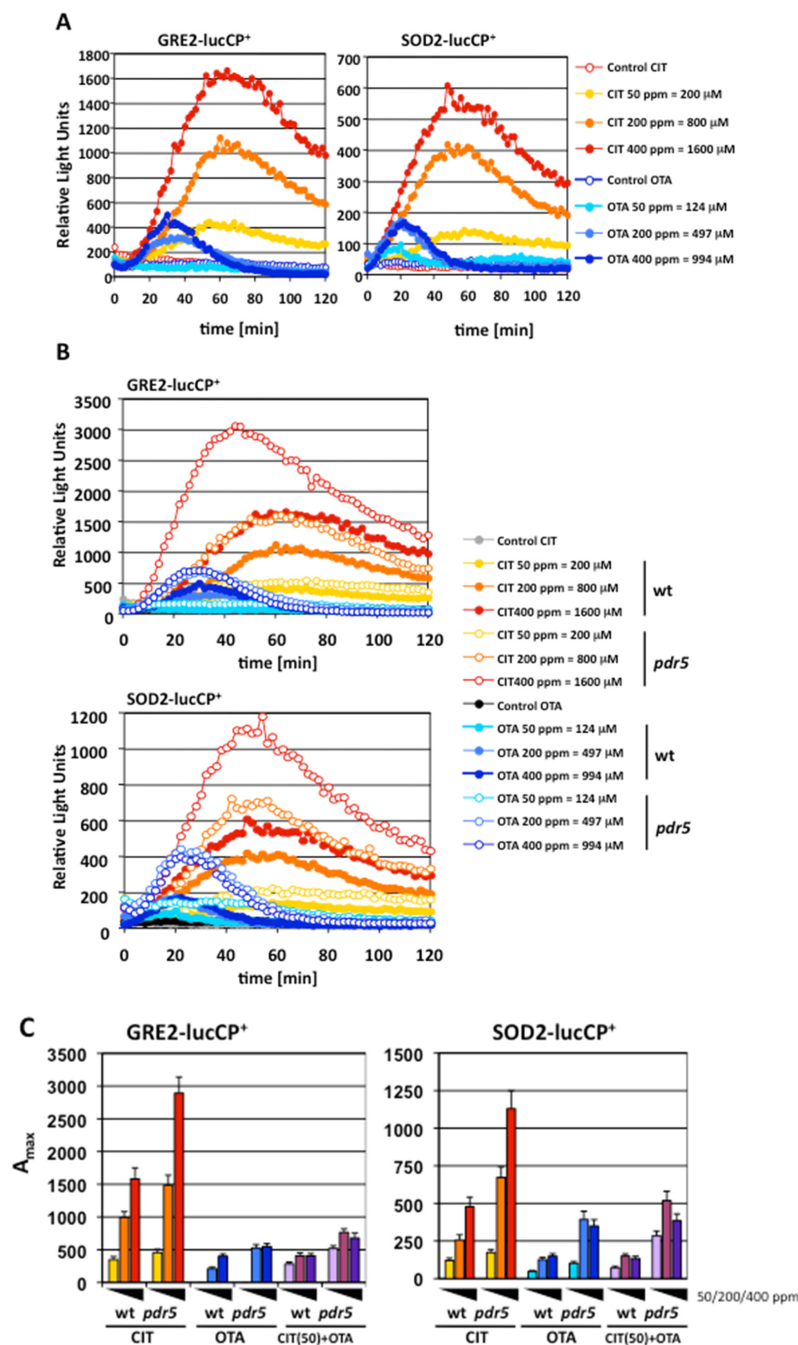 A
GRE2-lucCP+
SOD2-lucCP+
Relative Light Units
1800
1600
1400
1200
1000
800
600
400
200
0
0 20 40 60 80 100 120
time [min]
700
600
500
400
300
200
100
0
0 20 40 60 80 100 120
time [min]
Control CIT
CIT 50 ppm = 200 µM
CIT 200 ppm = 800 µM
CIT 400 ppm = 1600 µM
Control OTA
OTA 50 ppm = 124 µM
OTA 200 ppm = 497 µM
OTA 400 ppm = 994 µM
B
GRE2-lucCP+
Relative Light Units
3500
3000
2500
2000
1500
1000
500
0
0 20 40 60 80 100 120
time [min]
SOD2-lucCP+
Relative Light Units
1200
1000
800
600
400
200
0
0 20 40 60 80 100 120
time [min]
Control CIT
CIT 50 ppm = 200 µM
CIT 200 ppm = 800 µM
CIT400 ppm = 1600 µM
wt
CIT 50 ppm = 200 µM
CIT 200 ppm = 800 µM
CIT400 ppm = 1600 µM
pdr5
Control OTA
OTA 50 ppm = 124 µM
OTA 200 ppm = 497 µM
OTA 400 ppm = 994 µM
wt
OTA 50 ppm = 124 µM
OTA 200 ppm = 497 µM
OTA 400 ppm = 994 µM
pdr5
C
GRE2-lucCP+
SOD2-lucCP+
Amax
3500
3000
2500
2000
1500
1000
500
0
wt pdr5 wt pdr5 wt pdr5
CIT OTA CIT(50)+OTA
1500
1250
1000
750
500
250
0
wt pdr5 wt pdr5 wt pdr5
CIT OTA CIT(50)+OTA
50/200/400 ppm